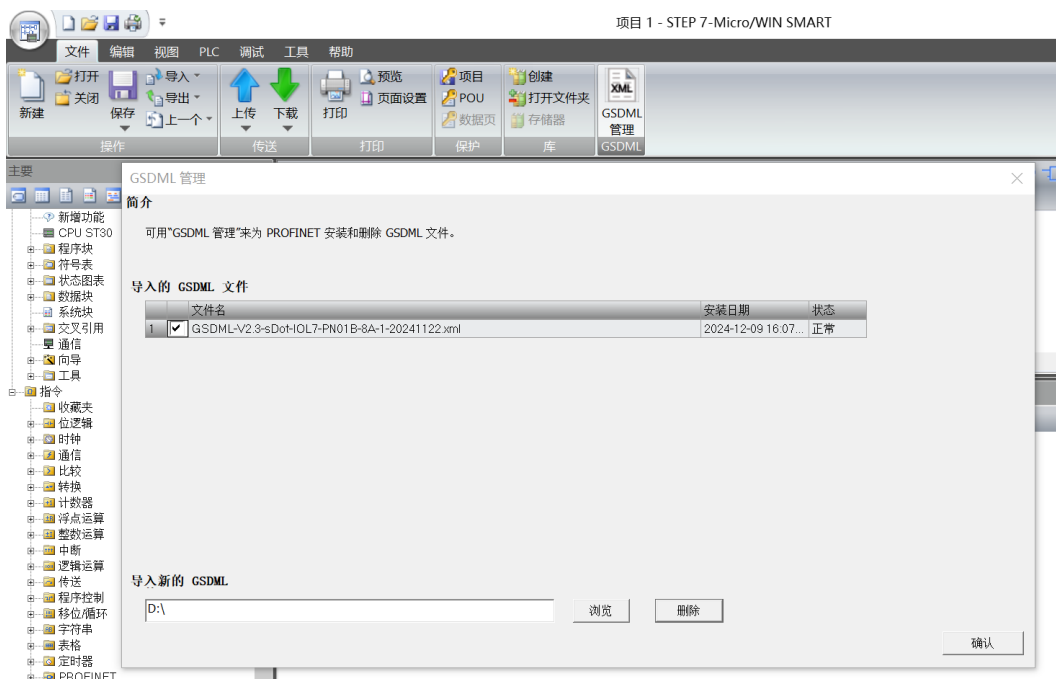 项目 1 - STEP 7-Micro/WIN SMART
文件 编辑 视图 PLC 调试 工具 帮助
新建
打开
关闭
保存
导入
导出
上一个
操作
上传
下载
传送
打印
预览
页面设置
打印
项目
POU
数据页
保护
创建
打开文件夹
存储器
库
XML
GSDML
管理
GSDML
主要
新增功能
CPU ST30
程序块
符号表
状态图表
数据块
系统块
交叉引用
通信
向导
工具
指令
收藏夹
位逻辑
时钟
通信
比较
转换
计数器
浮点运算
整数运算
中断
逻辑运算
传送
程序控制
移位/循环
字符串
表格
定时器
PROFINET
GSDML 管理
简介
可用“GSDML 管理”来为 PROFINET 安装和删除 GSDML 文件。
导入的 GSDML 文件
文件名 安装日期 状态
1 GSDML-V2.3-sDot-IOL7-PN01B-8A-1-20241122.xml 2024-12-09 16:07... 正常
导入新的 GSDML
D:\ 浏览 删除
确认